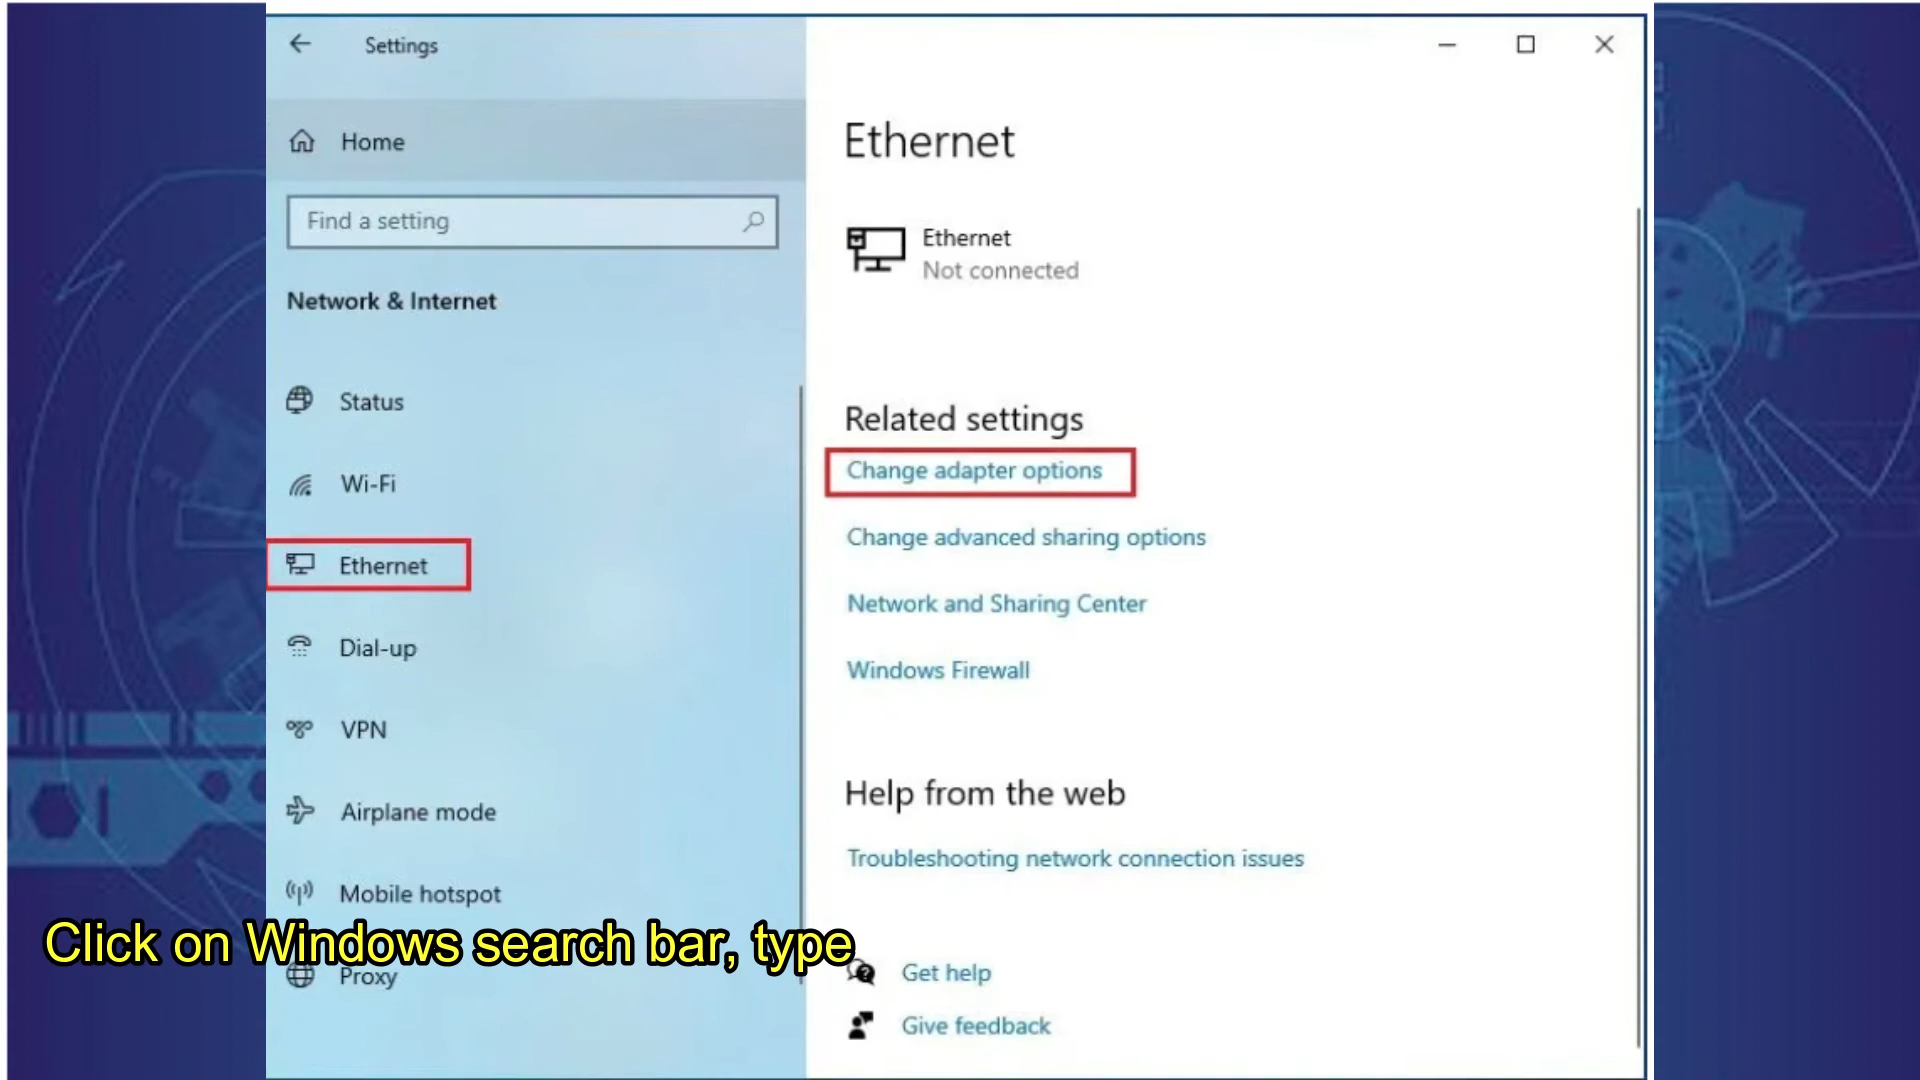 Settings
Home
Find a setting
Network & Internet
Status
Wi-Fi
Ethernet
Dial-up
VPN
Airplane mode
Mobile hotspot
Proxy
Ethernet
Ethernet
Not connected
Related settings
Change adapter options
Change advanced sharing options
Network and Sharing Center
Windows Firewall
Help from the web
Troubleshooting network connection issues
Get help
Give feedback
Click on Windows search bar, type